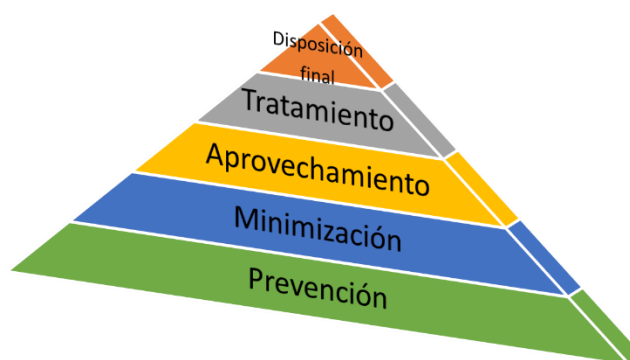 Disposición
final
Tratamiento
Aprovechamiento
Minimización
Prevención